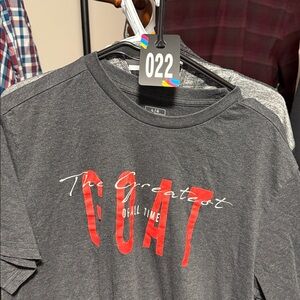 022
The Greatest
GOAT
OF ALL TIME